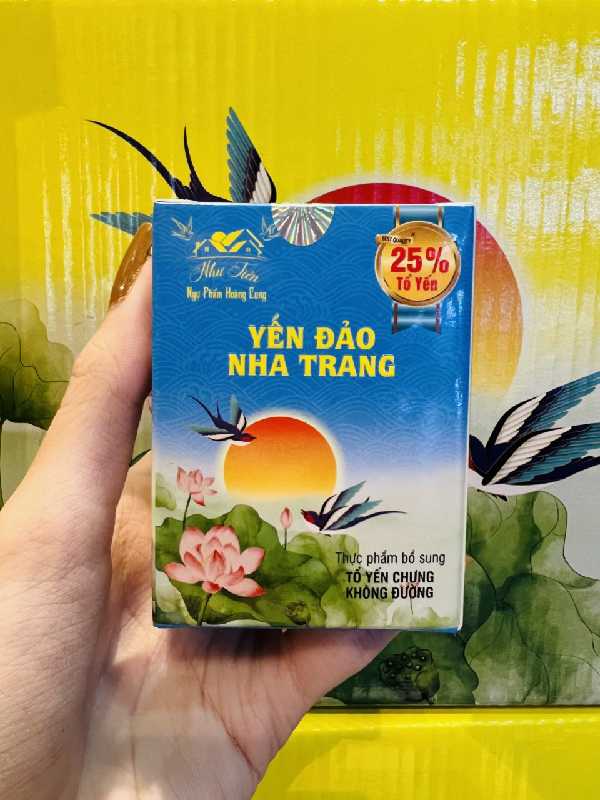 Như Tiến
Ngự Phẩm Hoàng Cung
BEST QUALITY
25%
Tổ Yến
YẾN ĐẢO
NHA TRANG
Thực phẩm bổ sung
TỔ YẾN CHƯNG
KHÔNG ĐƯỜNG